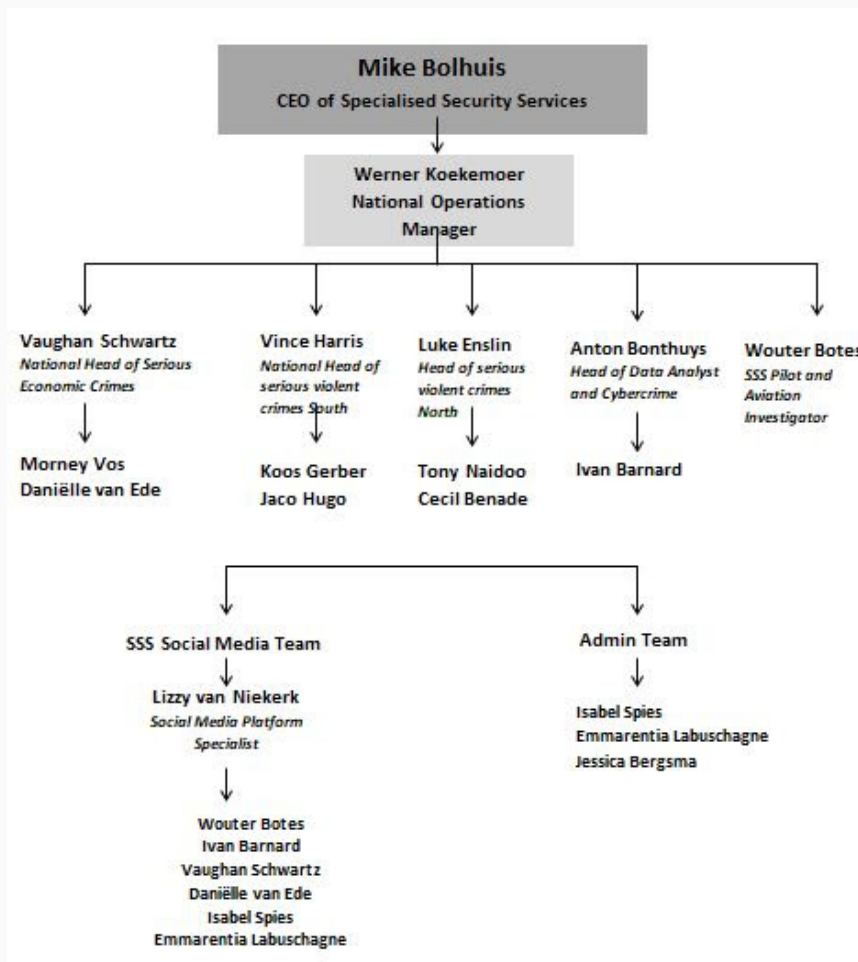 Mike Bolhuis
CEO of Specialised Security Services
Werner Koekemoer
National Operations
Manager
Vaughan Schwartz
National Head of Serious
Economic Crimes
Morney Vos
Daniëlle van Ede
Vince Harris
National Head of
serious violent
crimes South
Koos Gerber
Jaco Hugo
Luke Enslin
Head of serious
violent crimes
North
Tony Naidoo
Cecil Benade
Anton Bonthuys
Head of Data Analyst
and Cybercrime
Ivan Barnard
Wouter Botes
SSS Pilot and
Aviation
Investigator
SSS Social Media Team
Lizzy van Niekerk
Social Media Platform
Specialist
Wouter Botes
Ivan Barnard
Vaughan Schwartz
Daniëlle van Ede
Isabel Spies
Emmarentia Labuschagne
Admin Team
Isabel Spies
Emmarentia Labuschagne
Jessica Bergsma